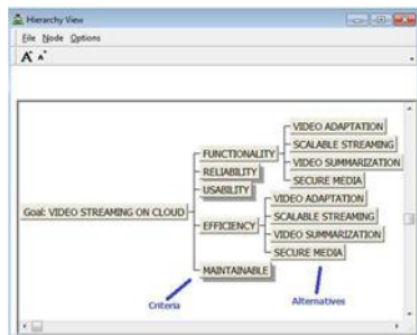 Hierarchy View
File Node Options
A A
VIDEO ADAPTATION
SCALABLE STREAMING
FUNCTIONALITY
VIDEO SUMMARIZATION
RELIABILITY
SECURE MEDIA
USABILITY
VIDEO ADAPTATION
Goal: VIDEO STREAMING ON CLOUD
SCALABLE STREAMING
EFFICIENCY
VIDEO SUMMARIZATION
SECURE MEDIA
MAINTAINABLE
Criteria
Alternatives